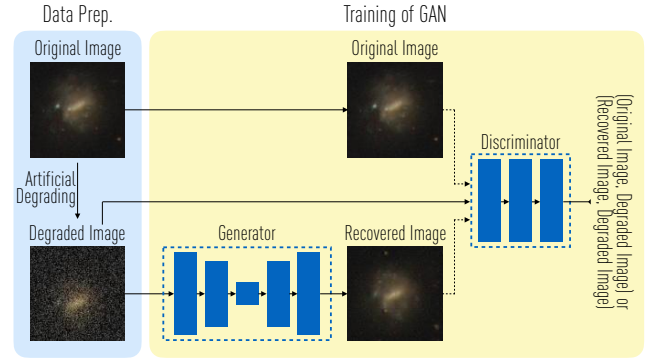 Data Prep.
Training of GAN
Original Image
Original Image
Artificial
Degrading
Discriminator
Degraded Image
Generator
Recovered Image
(Original Image, Degraded Image) or
(Recovered Image, Degraded Image)